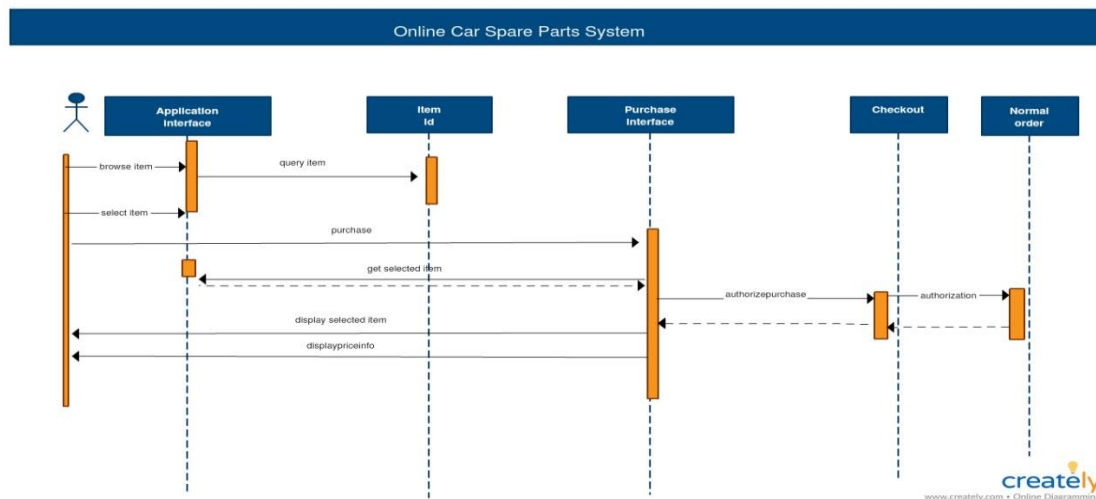 Online Car Spare Parts System
Application
interface
Item
Id
Purchase
Interface
Checkout
Normal
order
browse item
query item
select item
purchase
get selected item
authorizepurchase
authorization
display selected item
displaypriceinfo
creately
www.creately.com • Online Diagramming